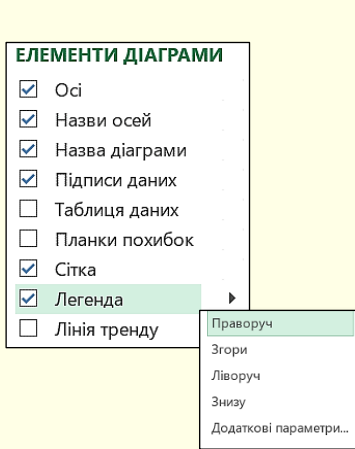 ЕЛЕМЕНТИ ДІАГРАМИ
Осі
Назви осей
Назва діаграми
Підписи даних
Таблиця даних
Планки похибок
Сітка
Легенда
Лінія тренду
Праворуч
Згори
Ліворуч
Знизу
Додаткові параметри...